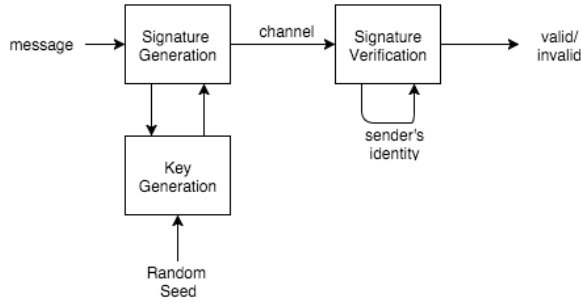 message
Signature
Generation
channel
Signature
Verification
valid/
invalid
sender's
identity
Key
Generation
Random
Seed